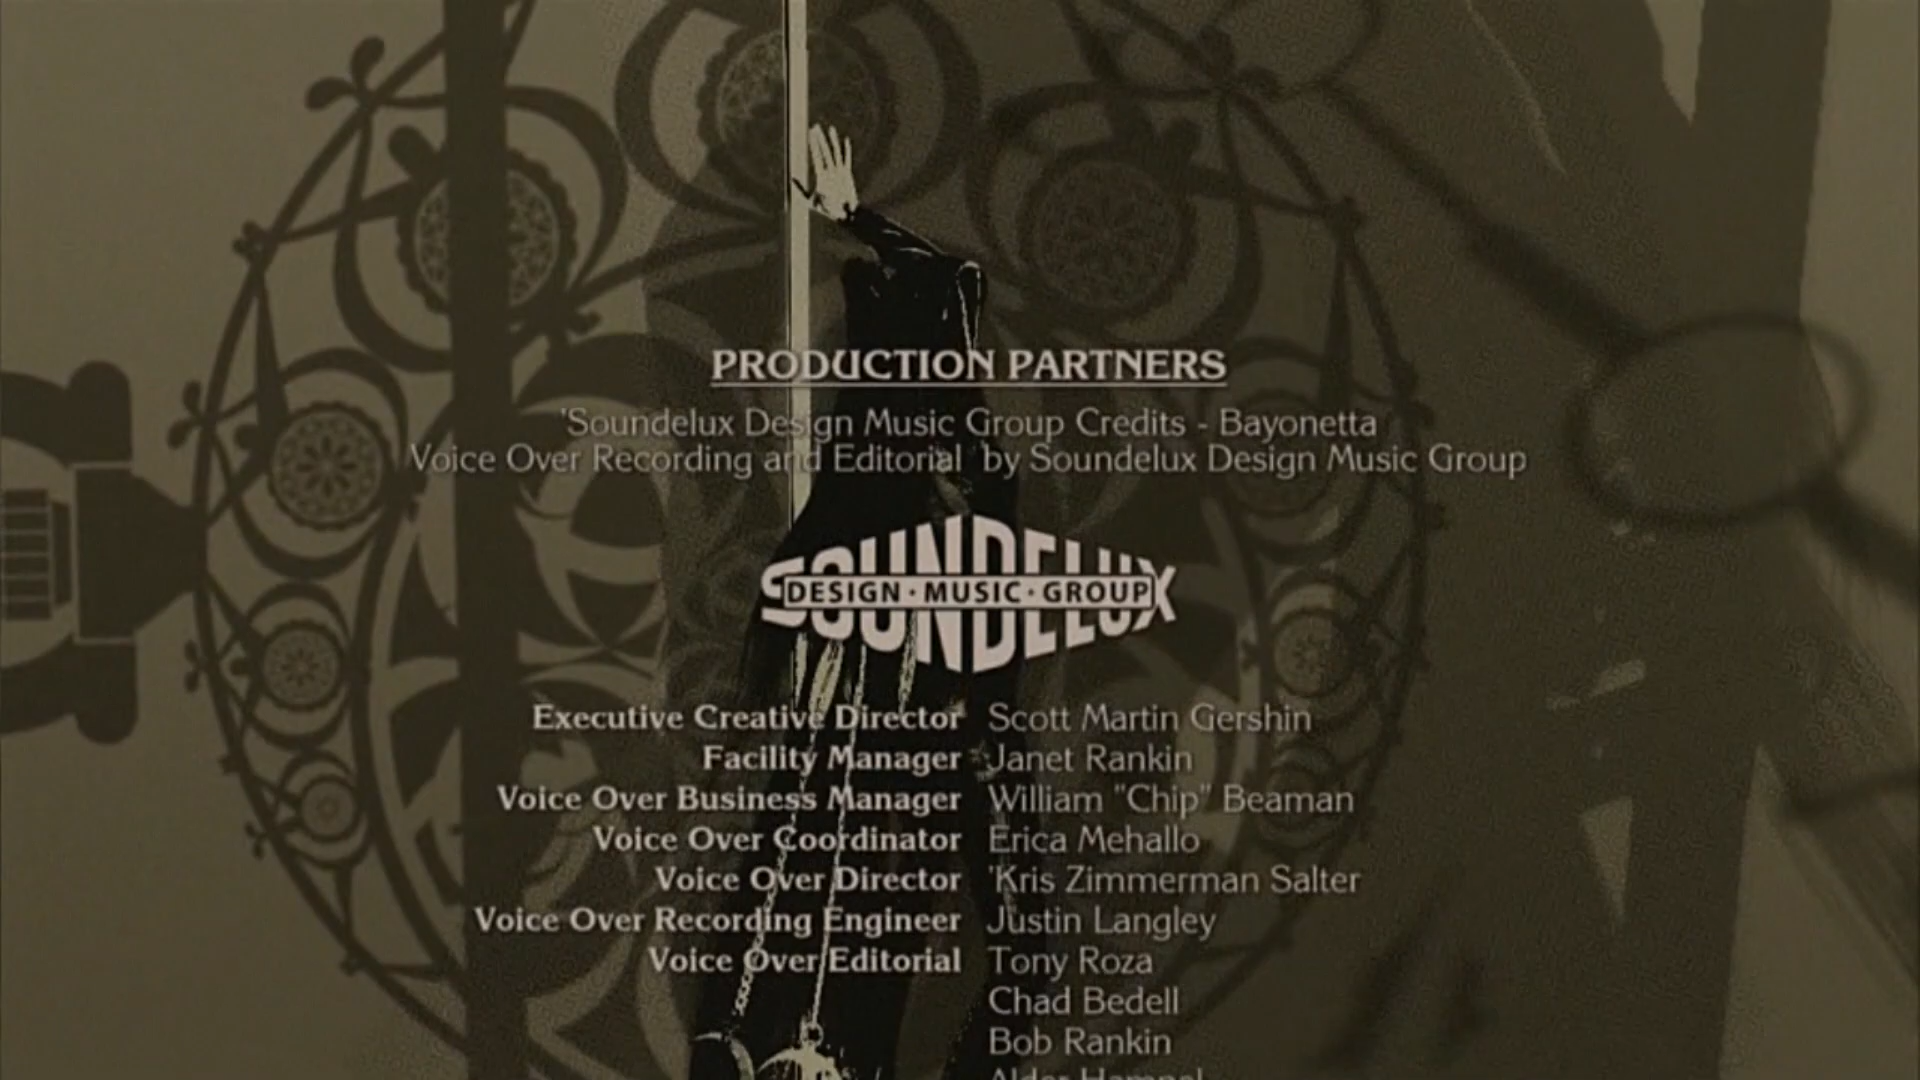 PRODUCTION PARTNERS
'Soundelux Design Music Group Credits - Bayonetta
Voice Over Recording and Editorial  by Soundelux Design Music Group
SOUNDELUX
DESIGN · MUSIC · GROUP
Executive Creative Director Scott Martin Gershin
Facility Manager Janet Rankin
Voice Over Business Manager William "Chip" Beaman
Voice Over Coordinator Erica Mehallo
Voice Over Director 'Kris Zimmerman Salter
Voice Over Recording Engineer Justin Langley
Voice Over Editorial Tony Roza
Chad Bedell
Bob Rankin